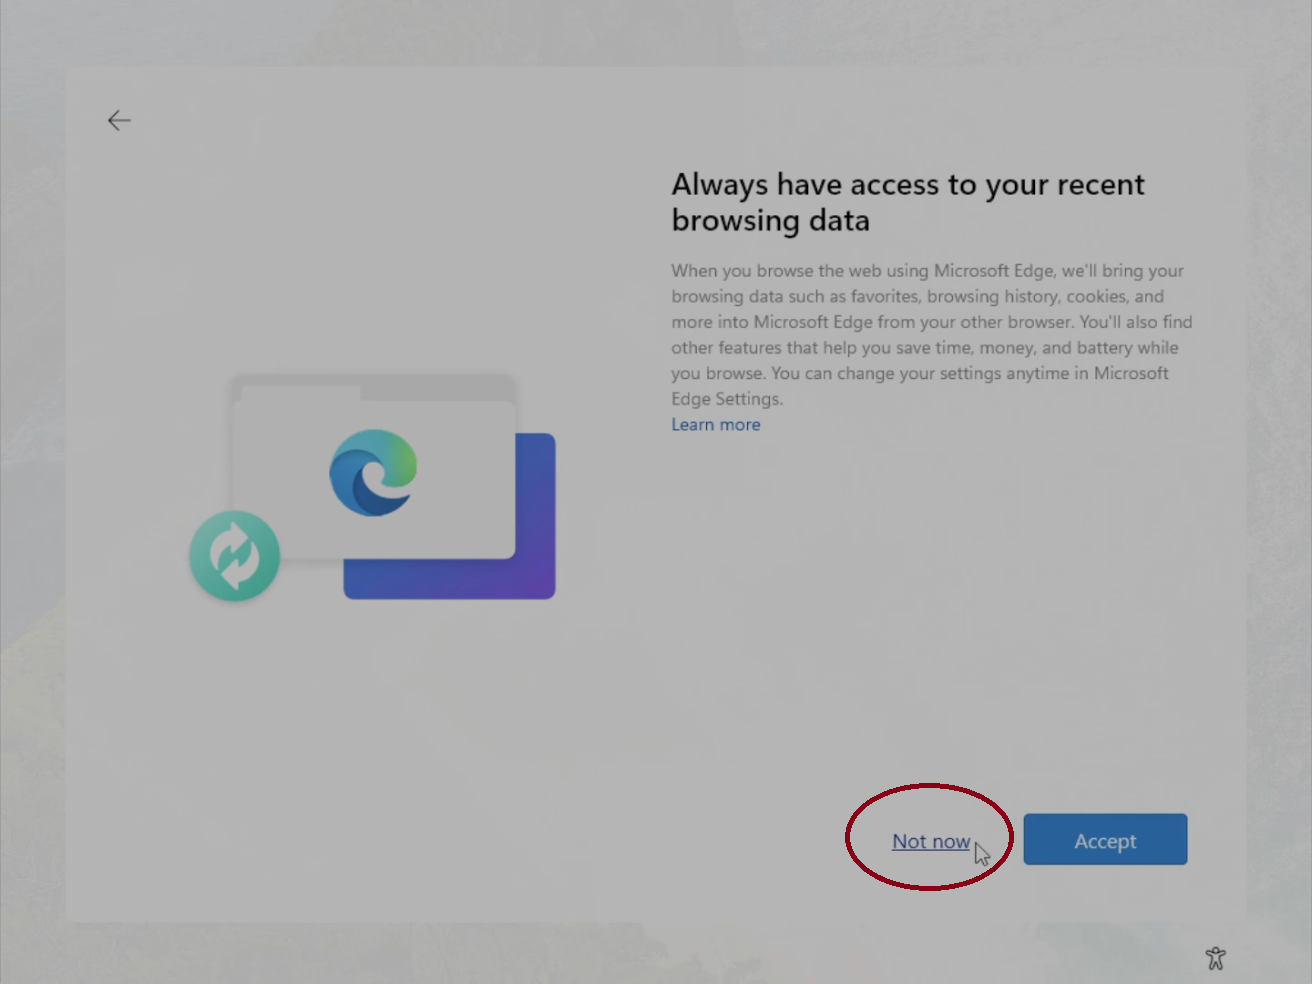 Always have access to your recent
browsing data
When you browse the web using Microsoft Edge, we'll bring your
browsing data such as favorites, browsing history, cookies, and
more into Microsoft Edge from your other browser. You'll also find
other features that help you save time, money, and battery while
you browse. You can change your settings anytime in Microsoft
Edge Settings.
Learn more
Not now
Accept